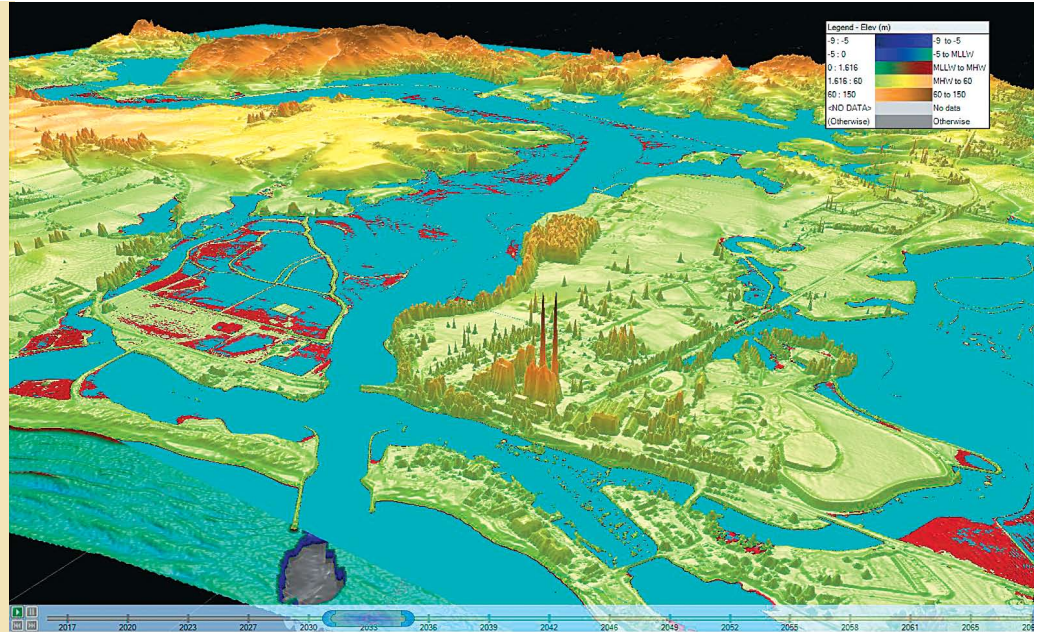 Legend - Elev (m)
-9 : -5 -9 to -5
-5 : 0 -5 to MLLW
0 : 1.616 MLLW to MHW
1.616 : 60 MHW to 60
60 : 150 60 to 150
<NO DATA> No data
(Otherwise) Otherwise
2017 2020 2023 2027 2030 2033 2036 2039 2042 2046 2049 2052 2055 2058 2061 2065